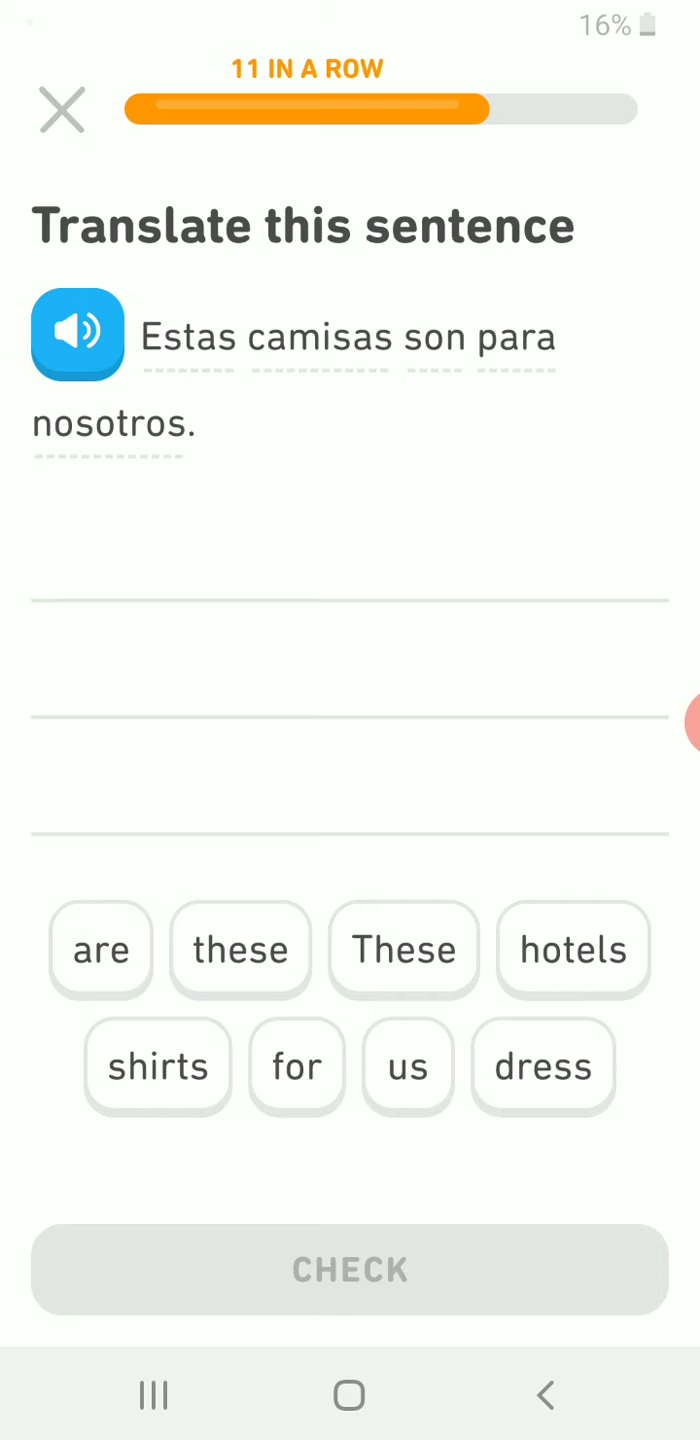 16%
11 IN A ROW
Translate this sentence
Estas camisas son para
nosotros.
are these These hotels
shirts for us dress
CHECK